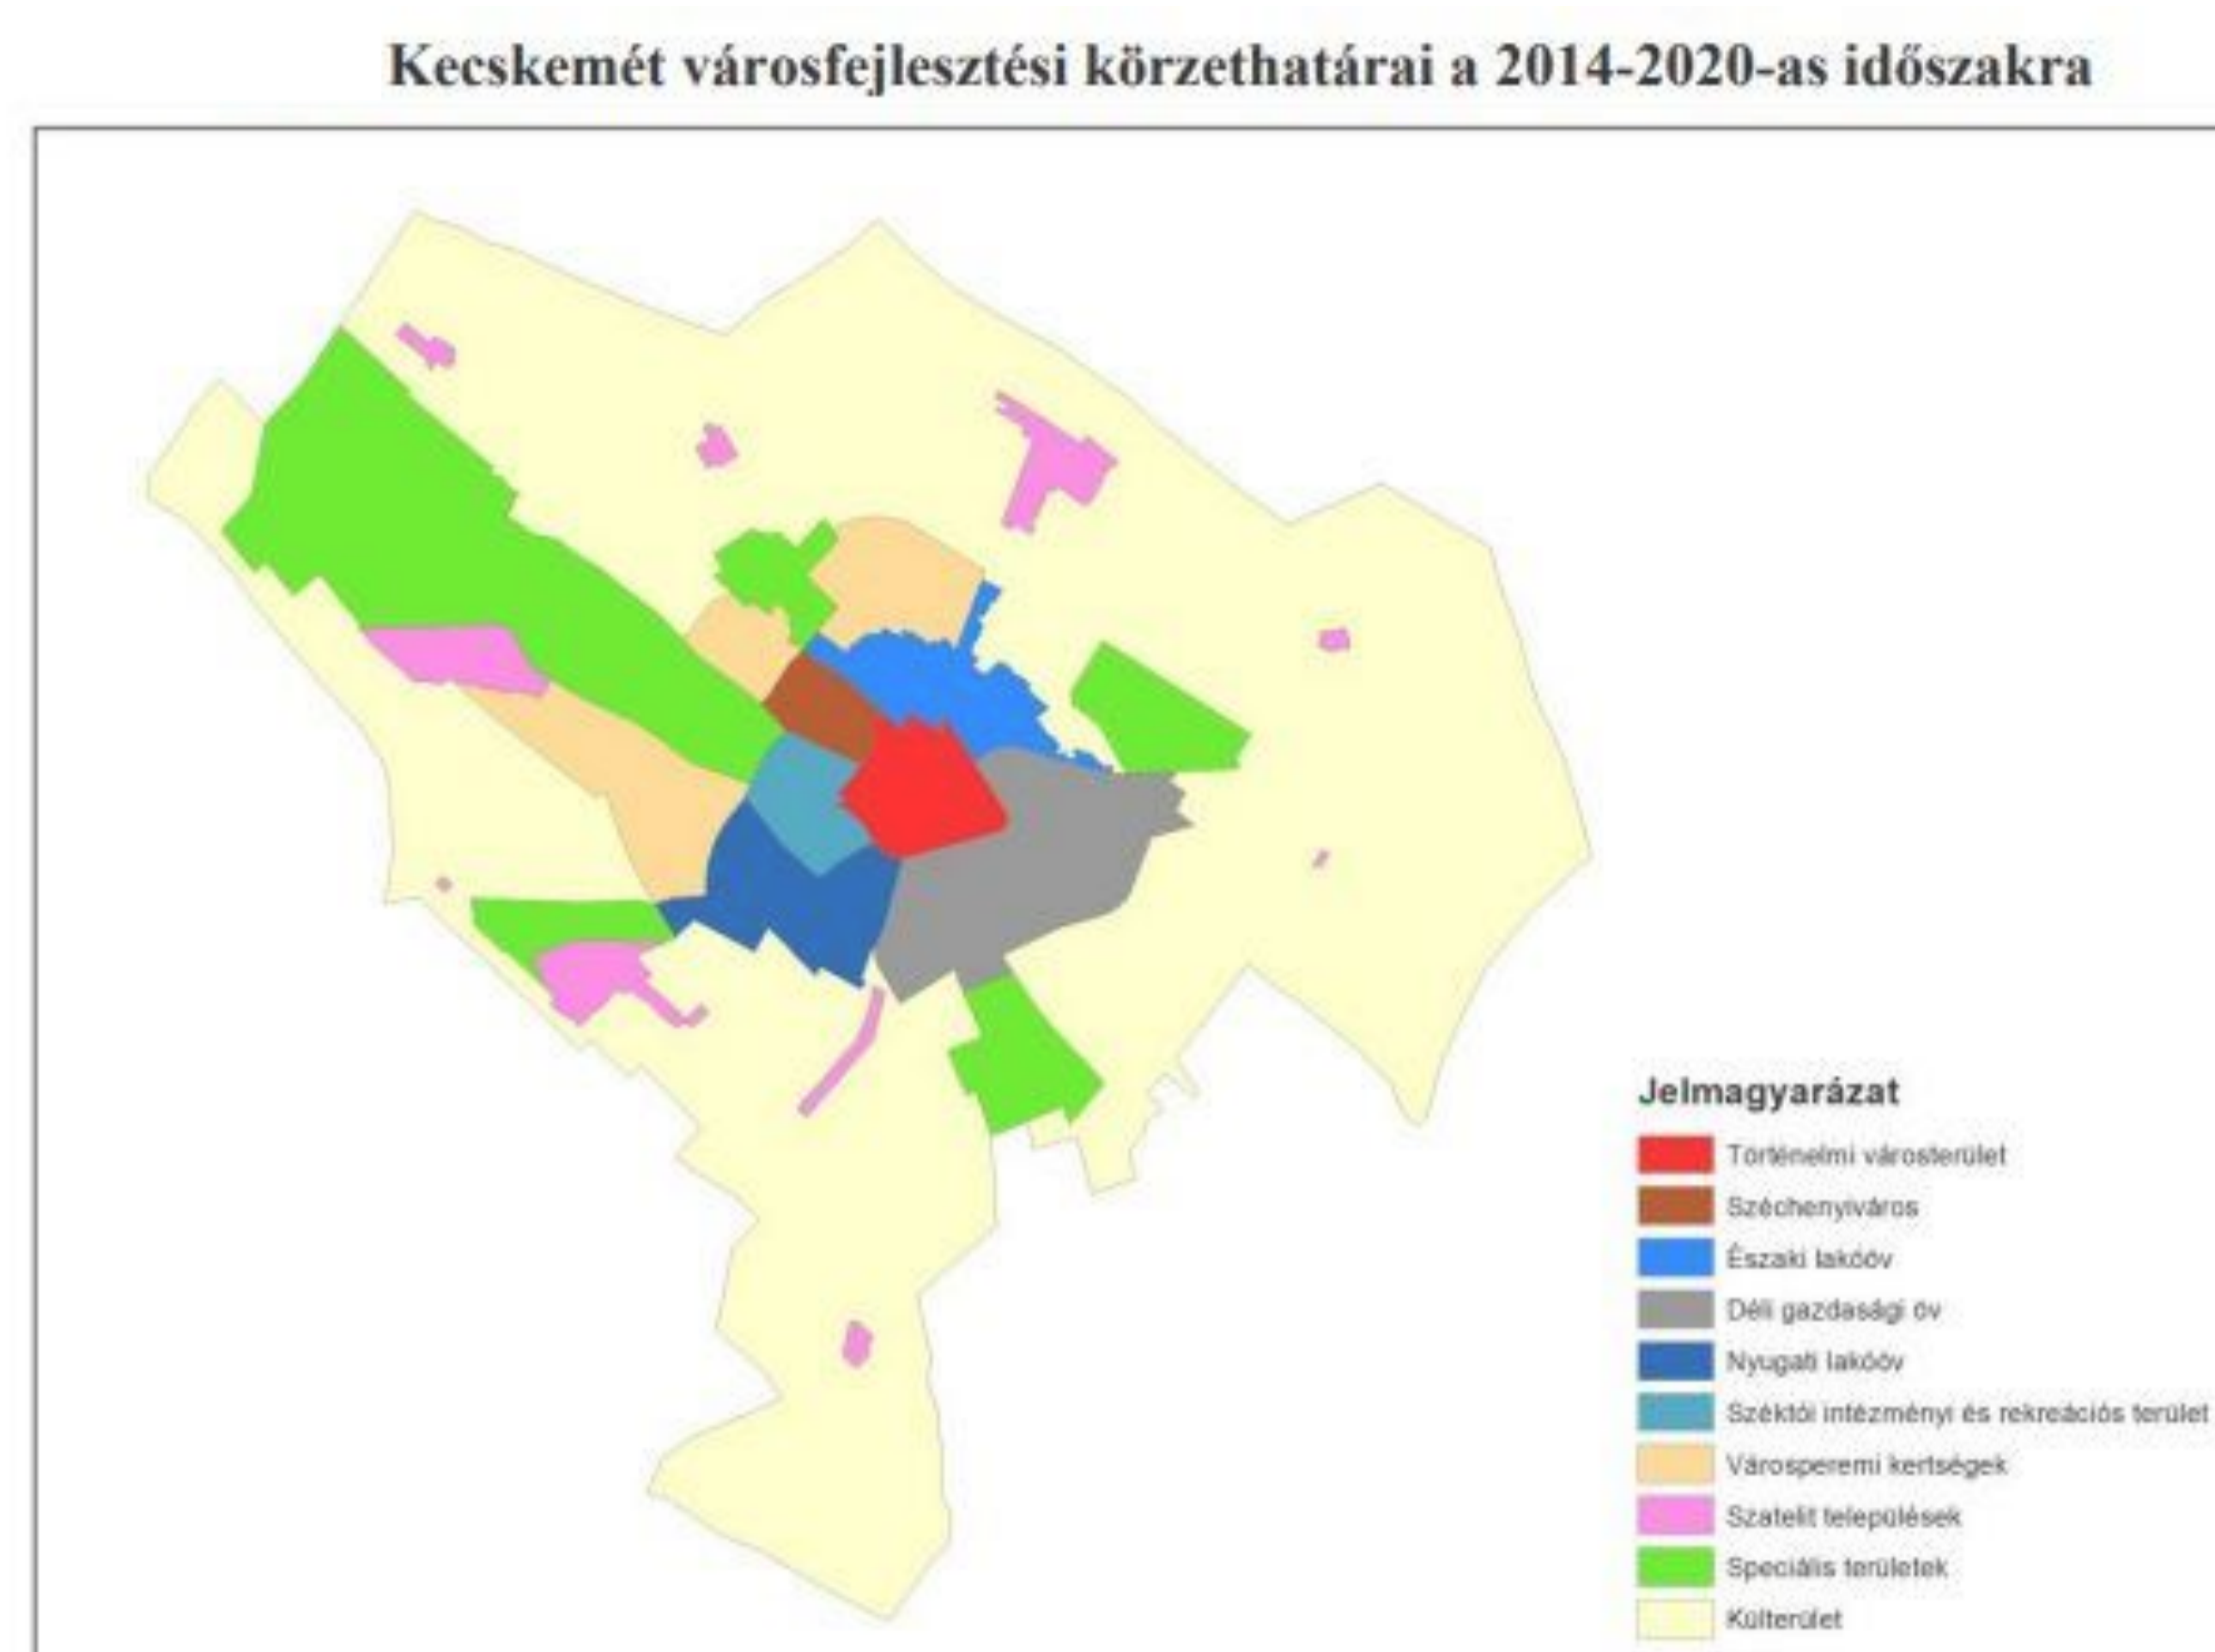 Kecskemét városfejlesztési körzethatárai a 2014-2020-as időszakra
Jelmagyarázat
Történelmi városterület
Széchenyiváros
Északi lakóöv
Déli gazdasági öv
Nyugati lakóöv
Széktói intézményi és rekreációs terület
Városperemi kertségek
Szatelit települések
Speciális területek
Külterület